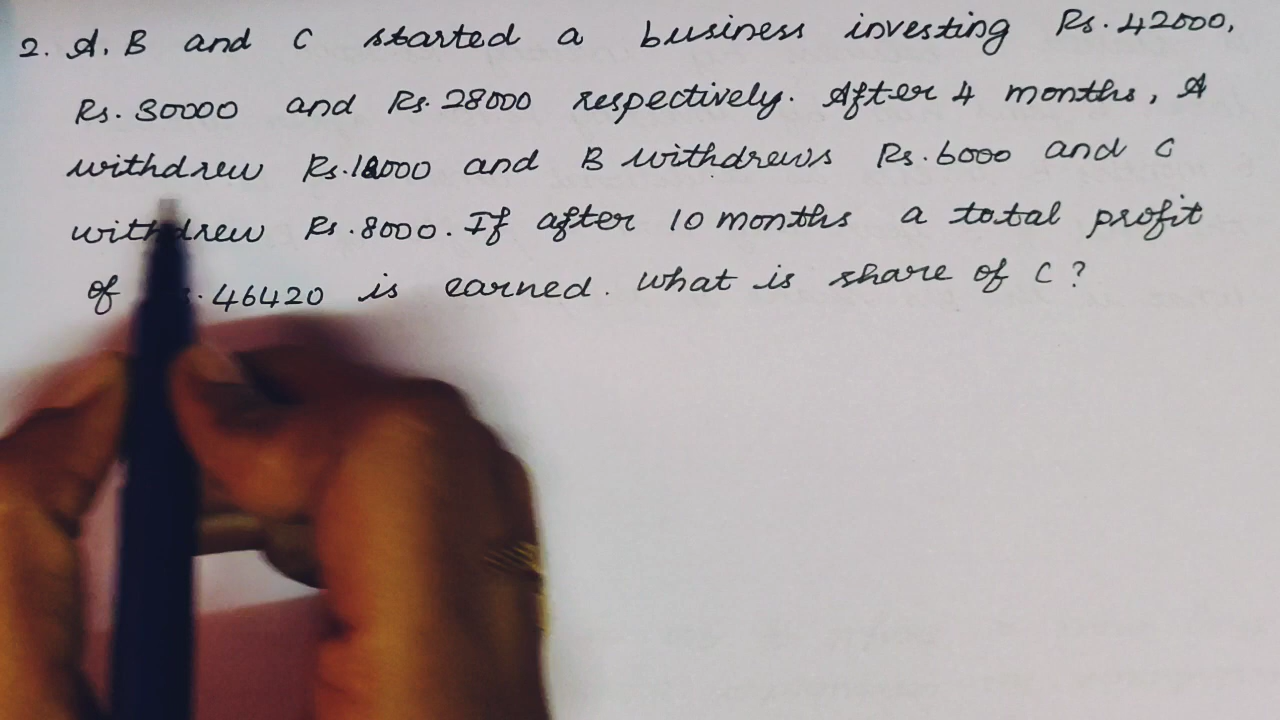 2. A, B and C started a business investing Rs. 42000,
Rs. 30000 and Rs. 28000 respectively. After 4 months, A
withdrew and B withdrews Rs. 6000 and C
withdrew Rs. 8000. If after 10 months a total profit
of 46420 is earned. What is share of C?